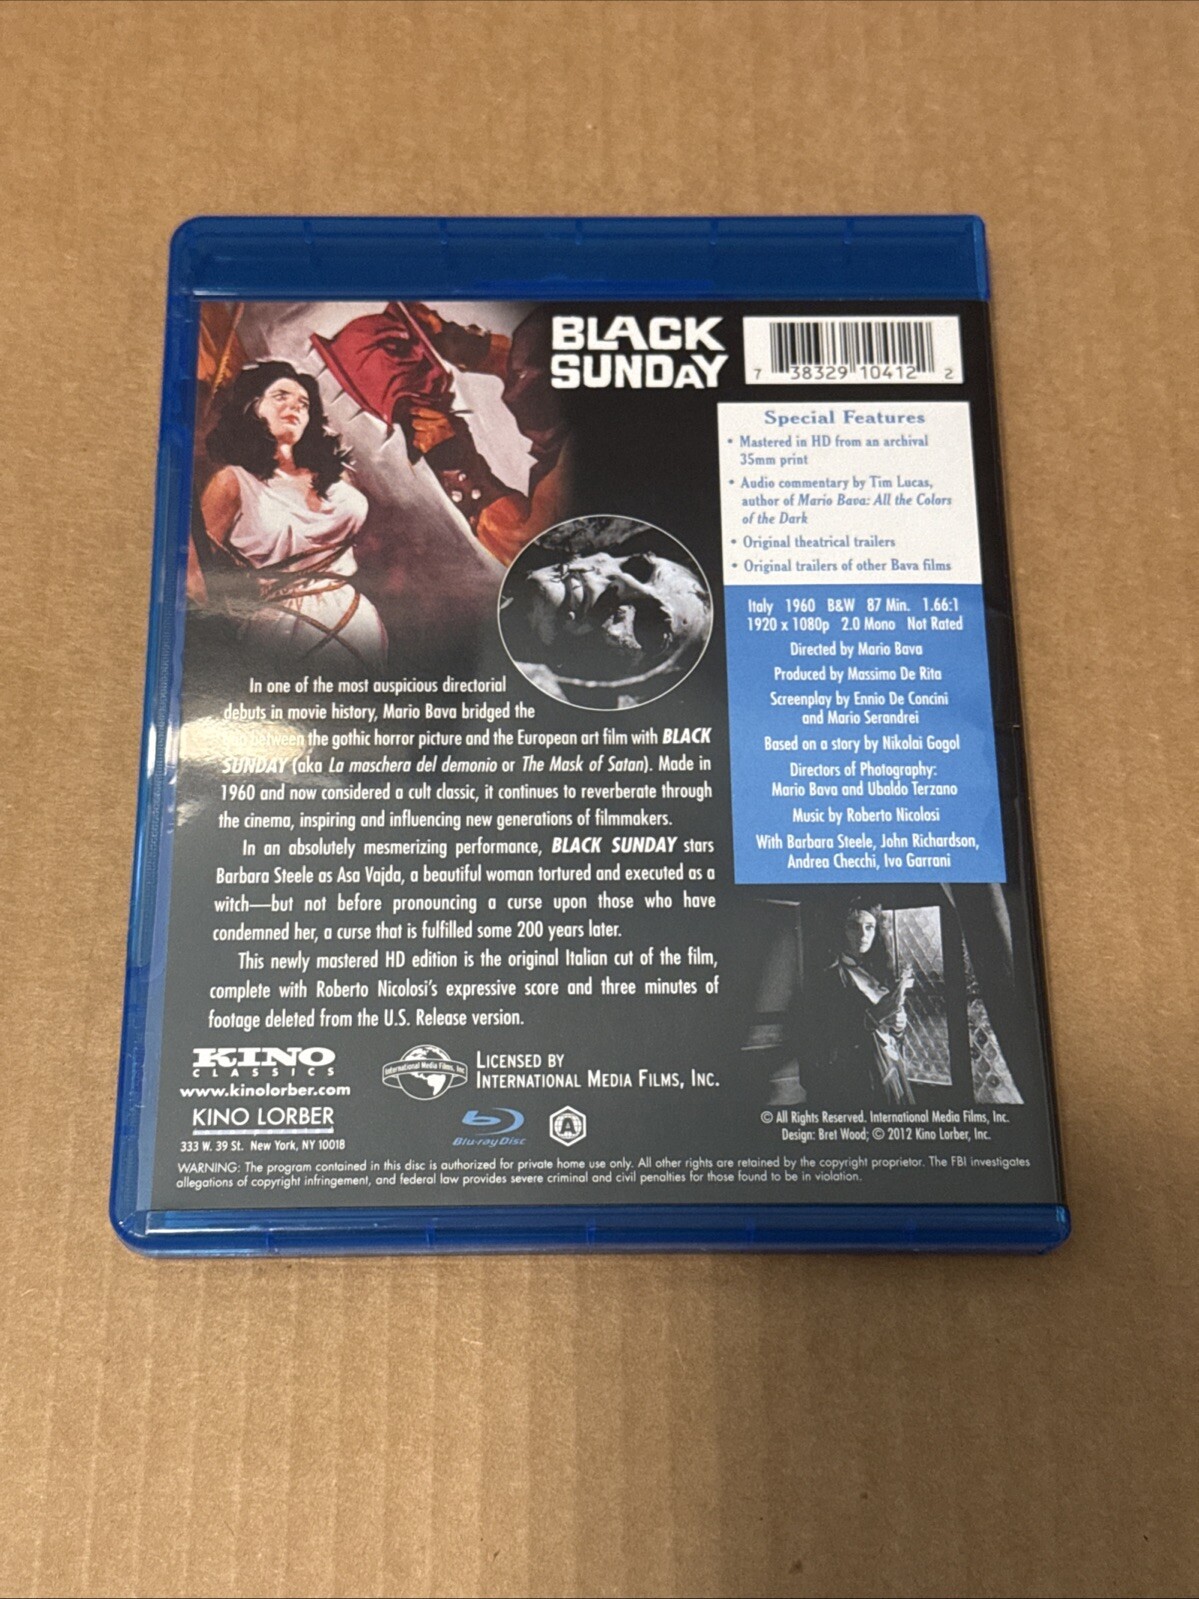 BLACK
SUNDAY
7 38329 10412 2
Special Features
• Mastered in HD from an archival
35mm print
• Audio commentary by Tim Lucas,
author of Mario Bava: All the Colors
of the Dark
• Original theatrical trailers
• Original trailers of other Bava films
Italy 1960 B&W 87 Min. 1.66:1
1920 x 1080p 2.0 Mono Not Rated
Directed by Mario Bava
Produced by Massimo De Rita
Screenplay by Ennio De Concini
and Mario Serandrei
Based on a story by Nikolai Gogol
Directors of Photography:
Mario Bava and Ubaldo Terzano
Music by Roberto Nicolosi
With Barbara Steele, John Richardson,
Andrea Checchi, Ivo Garrani
In one of the most auspicious directorial
debuts in movie history, Mario Bava bridged the
between the gothic horror picture and the European art film with BLACK
SUNDAY (aka La maschera del demonio or The Mask of Satan). Made in
1960 and now considered a cult classic, it continues to reverberate through
the cinema, inspiring and influencing new generations of filmmakers.
In an absolutely mesmerizing performance, BLACK SUNDAY stars
Barbara Steele as Asa Vajda, a beautiful woman tortured and executed as a
witch—but not before pronouncing a curse upon those who have
condemned her, a curse that is fulfilled some 200 years later.
This newly mastered HD edition is the original Italian cut of the film,
complete with Roberto Nicolosi's expressive score and three minutes of
footage deleted from the U.S. Release version.
KINO
CLASSICS
www.kinolorber.com
KINO LORBER
333 W. 39 St. New York, NY 10018
International Media Films, Inc.
LICENSED BY
INTERNATIONAL MEDIA FILMS, INC.
Blu-ray Disc
A
© All Rights Reserved. International Media Films, Inc.
Design: Bret Wood; © 2012 Kino Lorber, Inc.
WARNING: The program contained in this disc is authorized for private home use only. All other rights are retained by the copyright proprietor. The FBI investigates
allegations of copyright infringement, and federal law provides severe criminal and civil penalties for those found to be in violation.